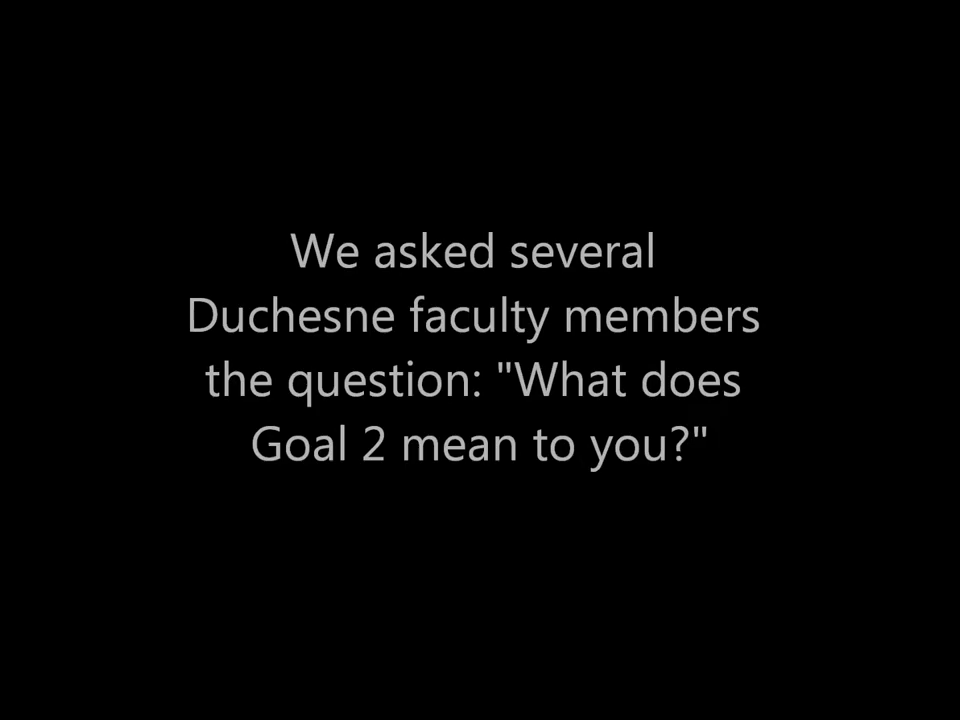 We asked several
Duchesne faculty members
the question: "What does
Goal 2 mean to you?"